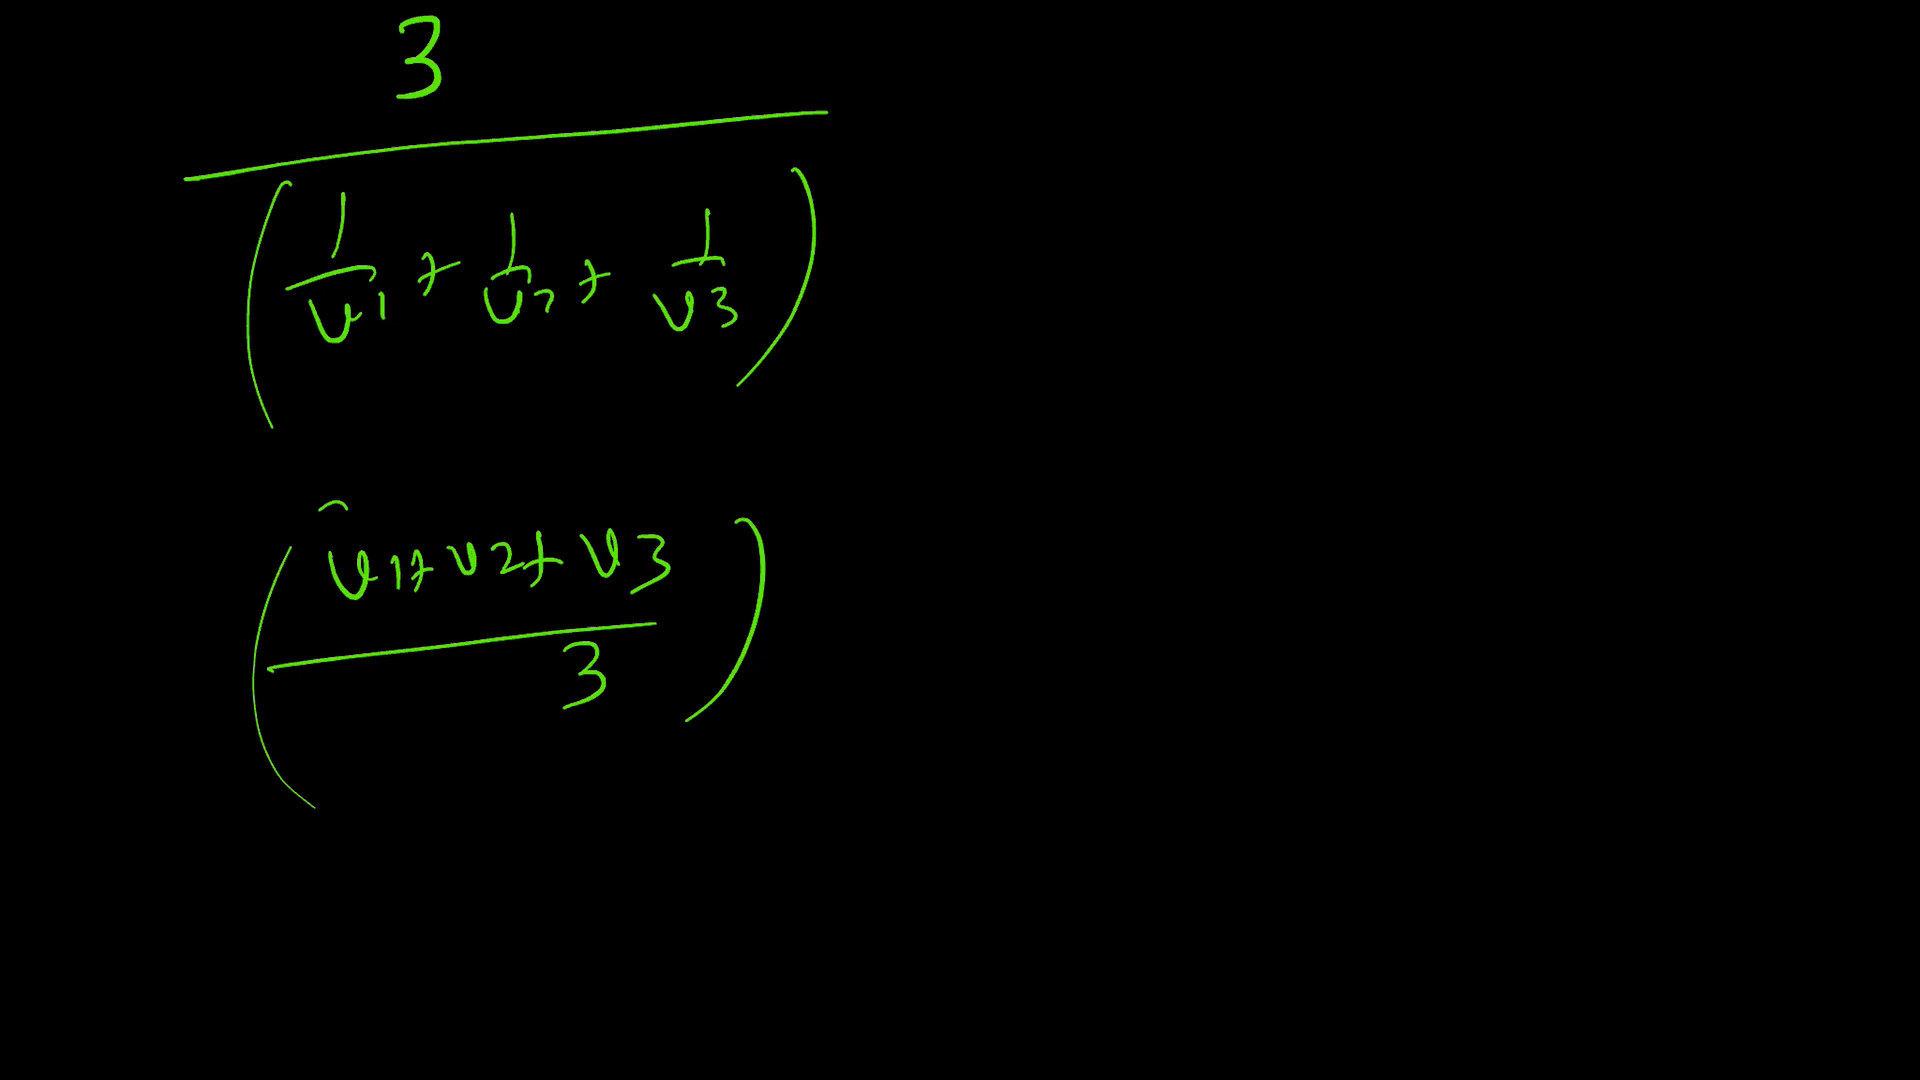 3
( 1/v1 + 1/v2 + 1/v3 )
( v1+v2+v3 )
3